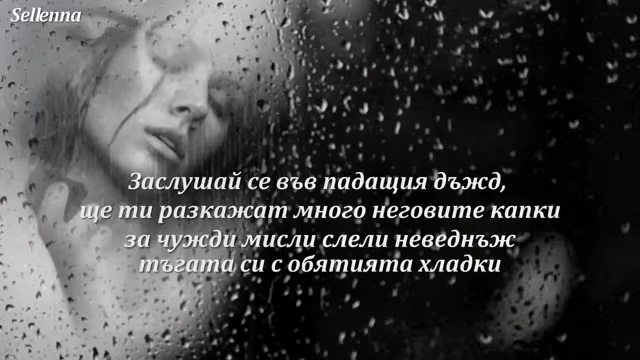 Sellenna
Заслушай се във падащия дъжд,
ще ти разкажат много неговите капки
за чужди мисли слели неведнъж
тъгата си с обятията хладки